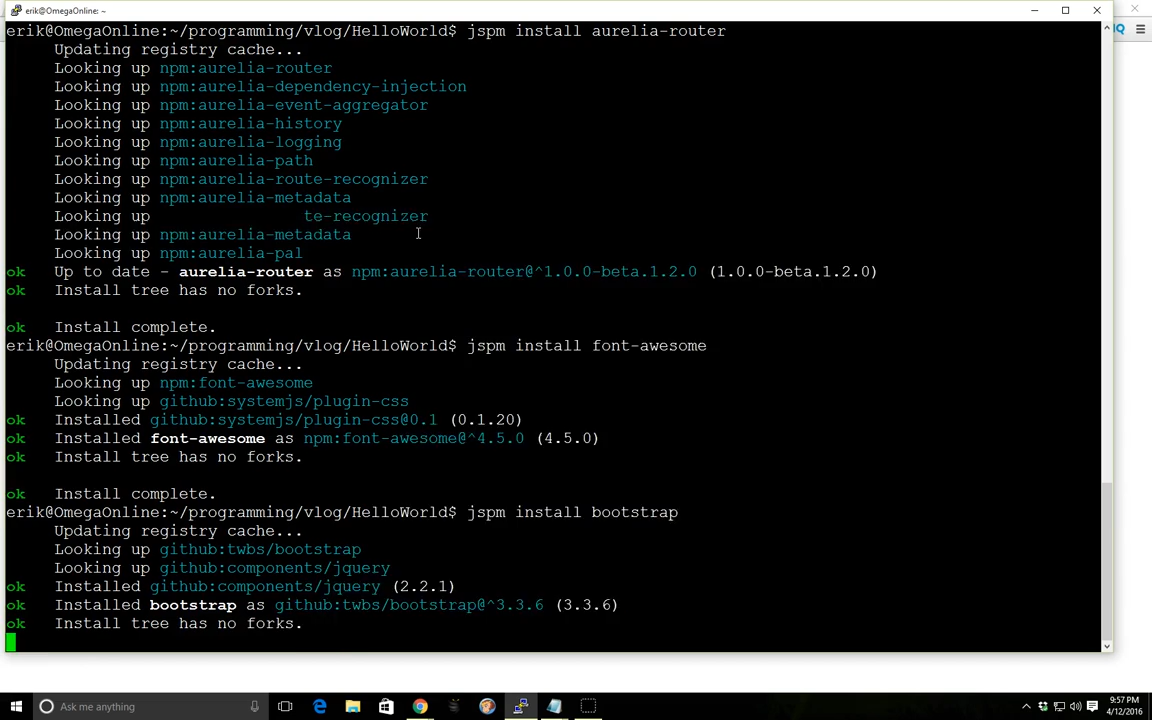 erik@OmegaOnline: ~
erik@OmegaOnline:~/programming/vlog/HelloWorld$ jspm install aurelia-router
Updating registry cache...
Looking up npm:aurelia-router
Looking up npm:aurelia-dependency-injection
Looking up npm:aurelia-event-aggregator
Looking up npm:aurelia-history
Looking up npm:aurelia-logging
Looking up npm:aurelia-path
Looking up npm:aurelia-route-recognizer
Looking up npm:aurelia-metadata
Looking up te-recognizer
Looking up npm:aurelia-metadata
Looking up npm:aurelia-pal
ok Up to date - aurelia-router as npm:aurelia-router@^1.0.0-beta.1.2.0 (1.0.0-beta.1.2.0)
ok Install tree has no forks.
ok Install complete.
erik@OmegaOnline:~/programming/vlog/HelloWorld$ jspm install font-awesome
Updating registry cache...
Looking up npm:font-awesome
Looking up github:systemjs/plugin-css
ok Installed github:systemjs/plugin-css@0.1 (0.1.20)
ok Installed font-awesome as npm:font-awesome@^4.5.0 (4.5.0)
ok Install tree has no forks.
ok Install complete.
erik@OmegaOnline:~/programming/vlog/HelloWorld$ jspm install bootstrap
Updating registry cache...
Looking up github:twbs/bootstrap
Looking up github:components/jquery
ok Installed github:components/jquery (2.2.1)
ok Installed bootstrap as github:twbs/bootstrap@^3.3.6 (3.3.6)
ok Install tree has no forks.
Ask me anything
9:57 PM
4/12/2016